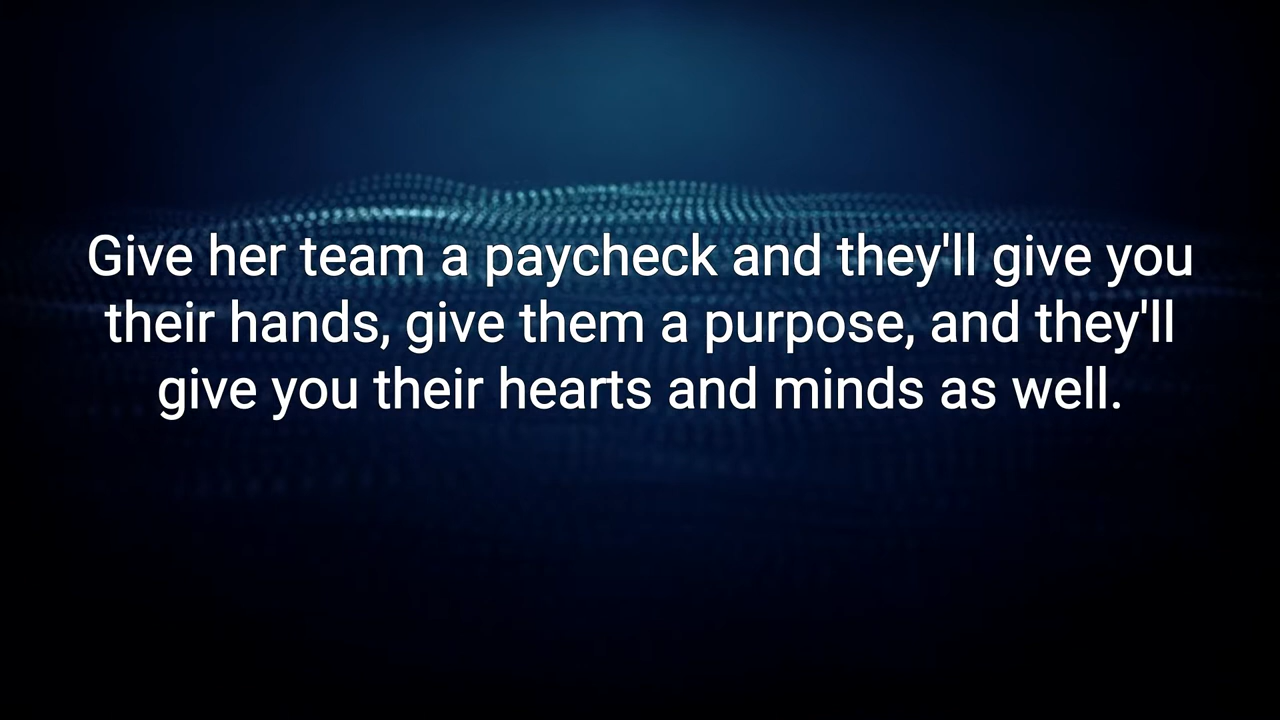 Give her team a paycheck and they'll give you
their hands, give them a purpose, and they'll
give you their hearts and minds as well.